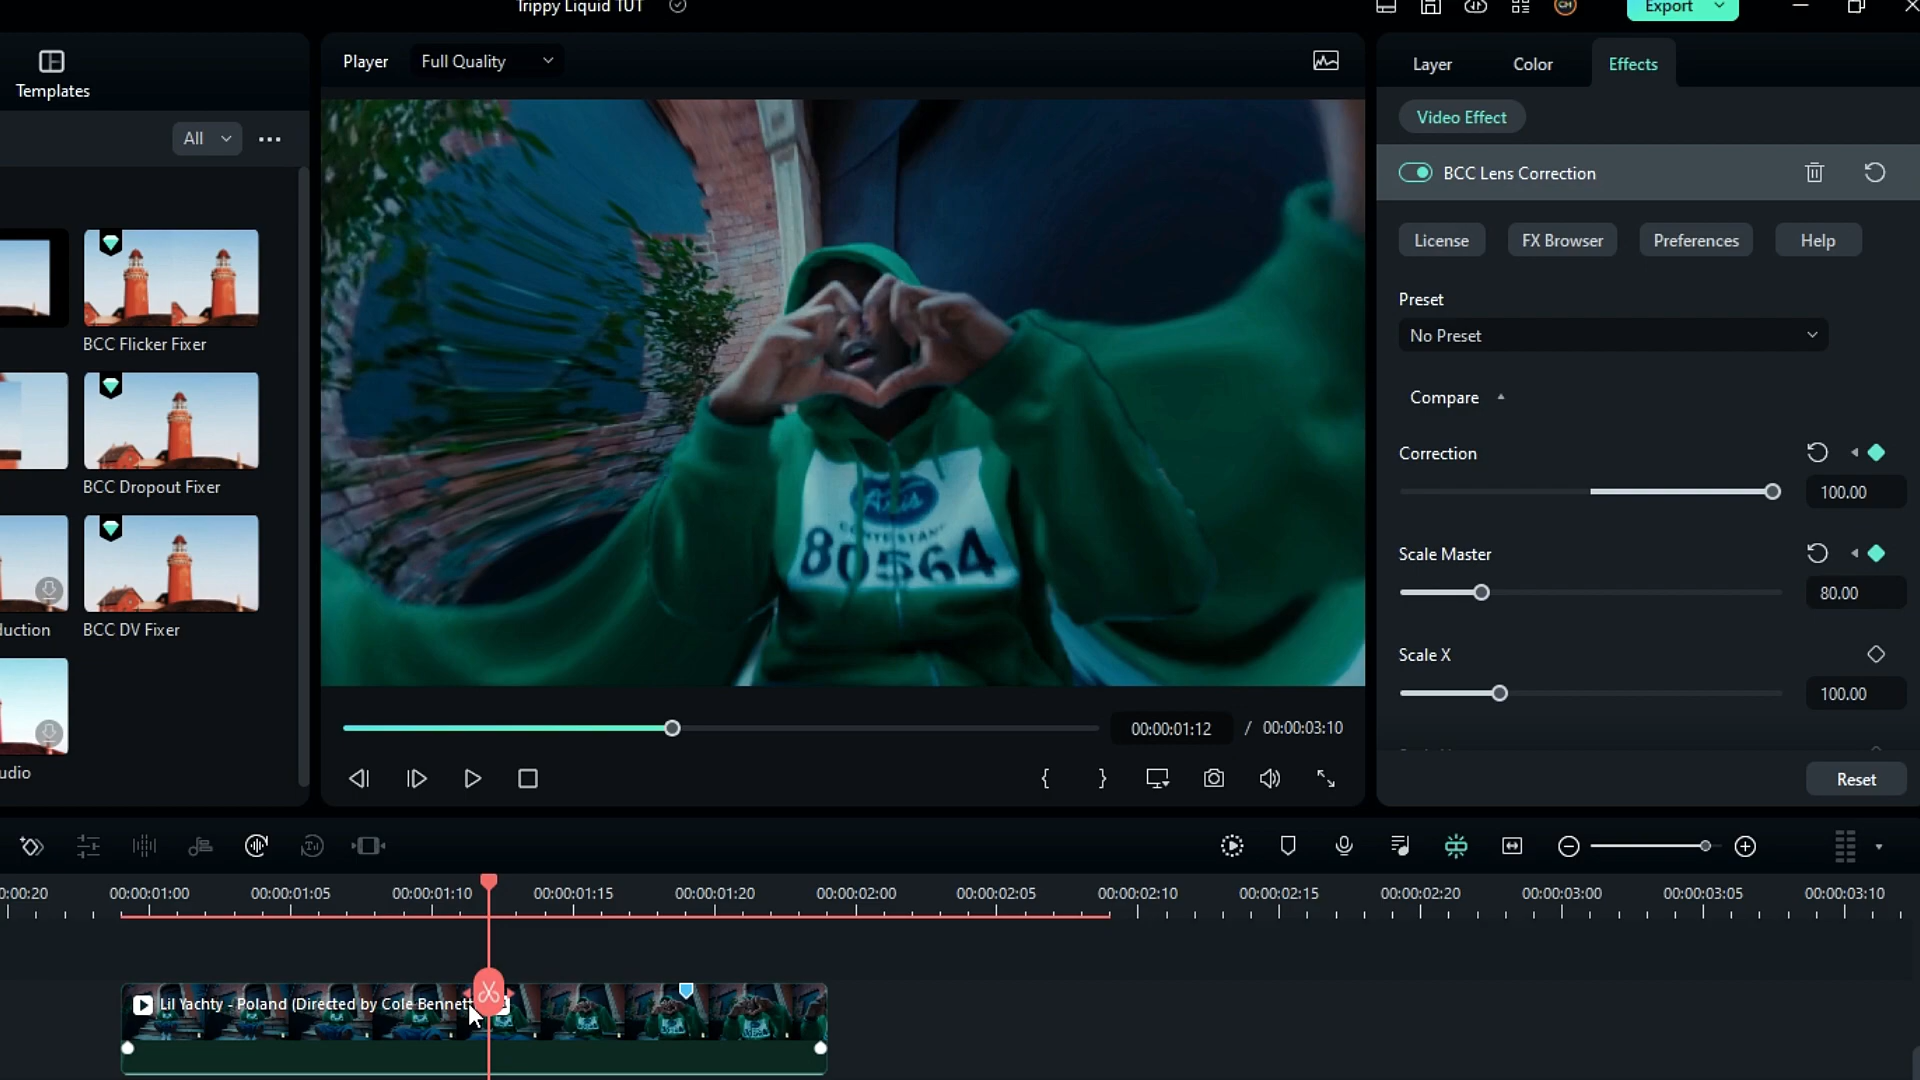 Trippy Liquid TUT
CH
Export
Templates
Player
Full Quality
Layer
Color
Effects
All
Video Effect
BCC Lens Correction
License
FX Browser
Preferences
Help
BCC Flicker Fixer
Preset
No Preset
Compare
Correction
100.00
BCC Dropout Fixer
Axis
80564
Scale Master
80.00
uction
BCC DV Fixer
Scale X
100.00
00:00:01:12 / 00:00:03:10
udio
Reset
0:00:20
00:00:01:00
00:00:01:05
00:00:01:10
00:00:01:15
00:00:01:20
00:00:02:00
00:00:02:05
00:00:02:10
00:00:02:15
00:00:02:20
00:00:03:00
00:00:03:05
00:00:03:10
Lil Yachty - Poland (Directed by Cole Bennett